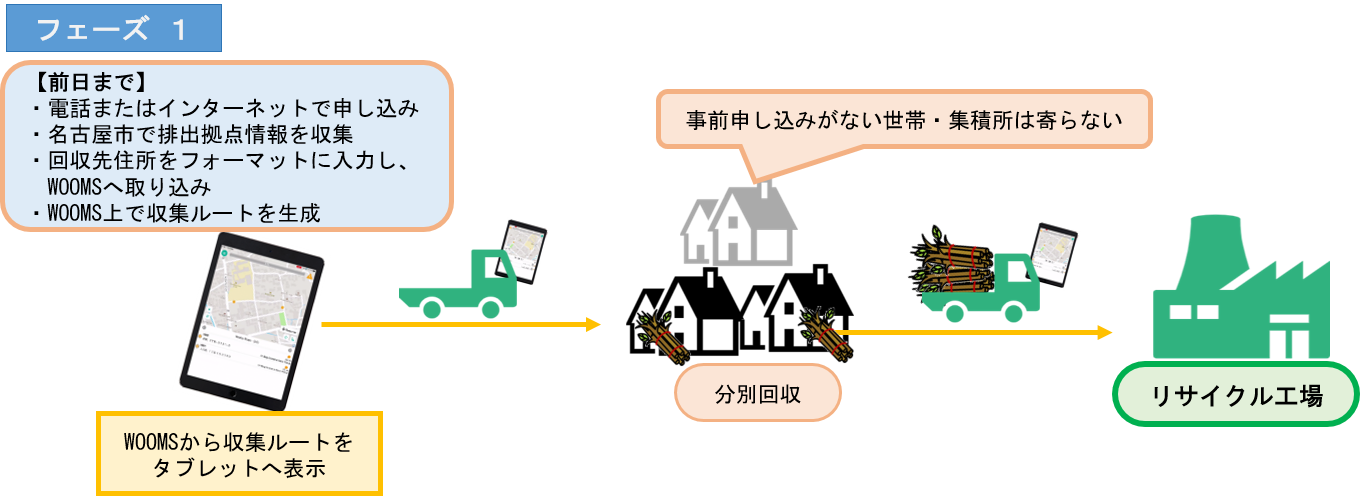 フェーズ 1
【前日まで】
・電話またはインターネットで申し込み
・名古屋市で排出拠点情報を収集
・回収先住所をフォーマットに入力し、
WOOMSへ取り込み
・WOOMS上で収集ルートを生成
事前申し込みがない世帯・集積所は寄らない
分別回収
リサイクル工場
WOOMSから収集ルートを
タブレットへ表示